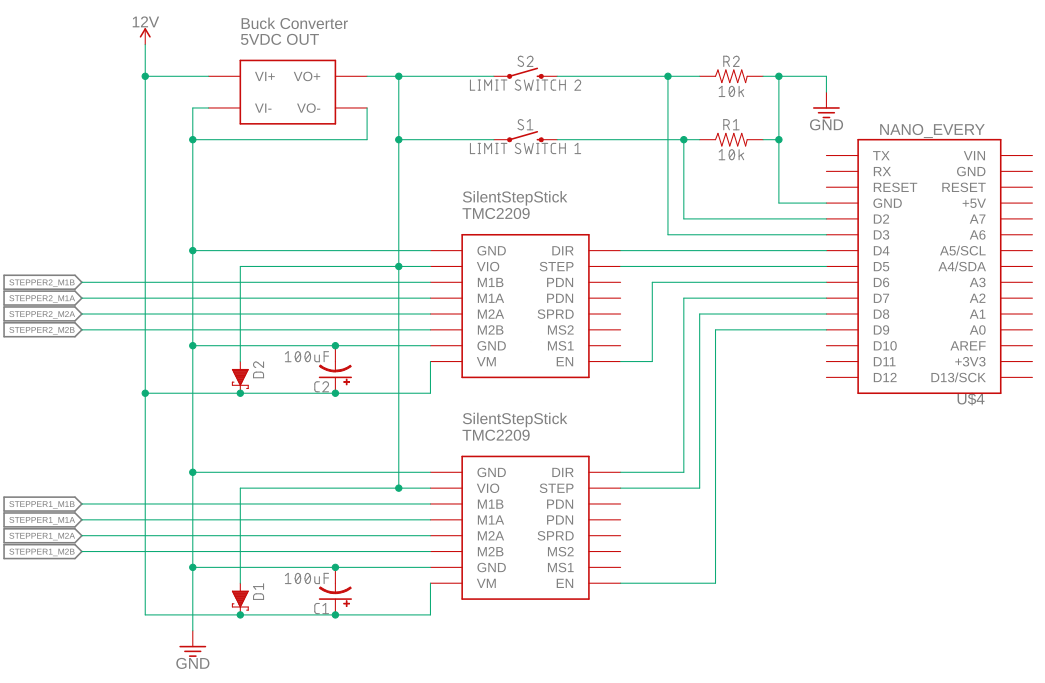 12V
Buck Converter
5VDC OUT
VI+ VO+
VI- VO-
S2
LIMIT SWITCH 2
S1
LIMIT SWITCH 1
R2
10k
R1
10k
GND
NANO_EVERY
TX VIN
RX GND
RESET RESET
GND +5V
D2 A7
D3 A6
D4 A5/SCL
D5 A4/SDA
D6 A3
D7 A2
D8 A1
D9 A0
D10 AREF
D11 +3V3
D12 D13/SCK
U$4
SilentStepStick
TMC2209
GND DIR
VIO STEP
M1B PDN
M1A PDN
M2A SPRD
M2B MS2
GND MS1
VM EN
STEPPER2_M1B
STEPPER2_M1A
STEPPER2_M2A
STEPPER2_M2B
D2
100uF
C2
SilentStepStick
TMC2209
GND DIR
VIO STEP
M1B PDN
M1A PDN
M2A SPRD
M2B MS2
GND MS1
VM EN
STEPPER1_M1B
STEPPER1_M1A
STEPPER1_M2A
STEPPER1_M2B
D1
100uF
C1
GND